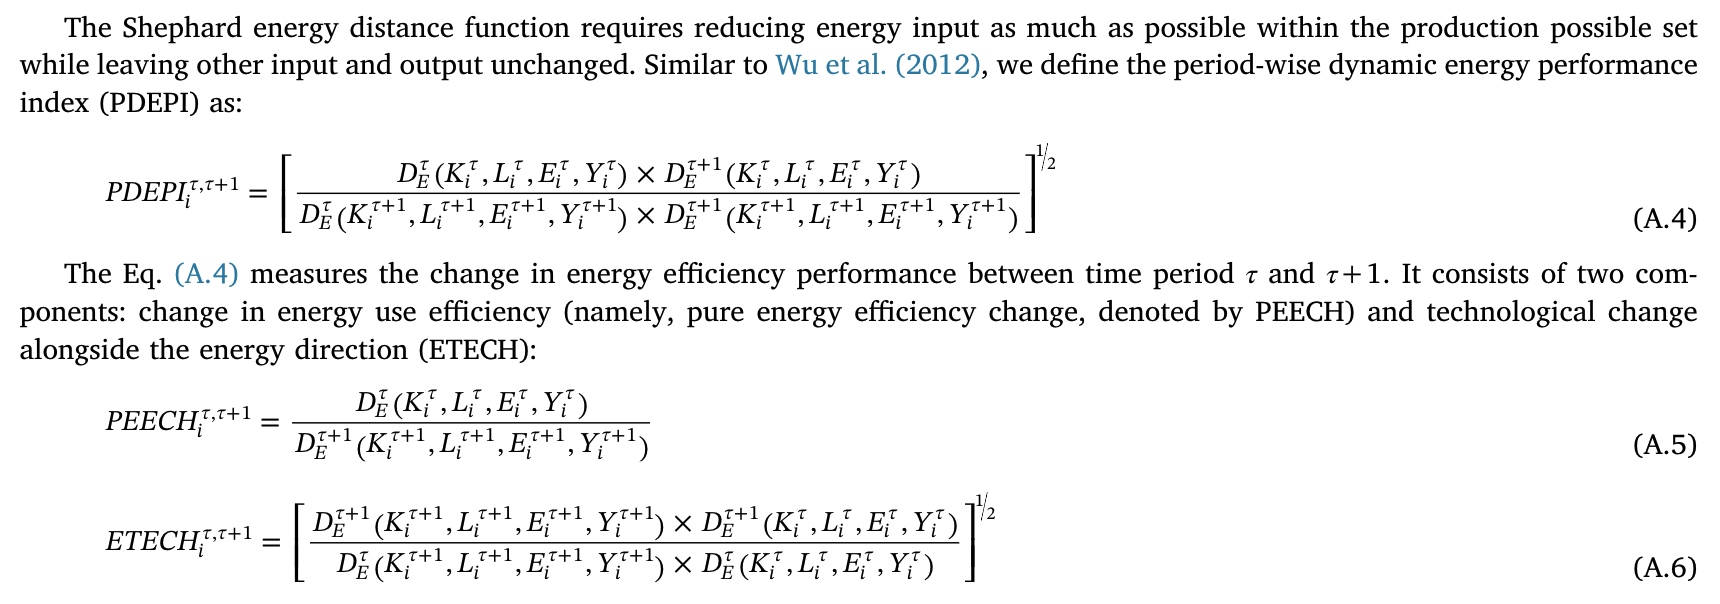 The Shephard energy distance function requires reducing energy input as much as possible within the production possible set
while leaving other input and output unchanged. Similar to Wu et al. (2012), we define the period-wise dynamic energy performance
index (PDEPI) as:
$PDEPI_i^{\tau,\tau+1} = \left[ \frac{D_E^{\tau}(K_i^{\tau}, L_i^{\tau}, E_i^{\tau}, Y_i^{\tau}) \times D_E^{\tau+1}(K_i^{\tau}, L_i^{\tau}, E_i^{\tau}, Y_i^{\tau})}{D_E^{\tau}(K_i^{\tau+1}, L_i^{\tau+1}, E_i^{\tau+1}, Y_i^{\tau+1}) \times D_E^{\tau+1}(K_i^{\tau+1}, L_i^{\tau+1}, E_i^{\tau+1}, Y_i^{\tau+1})} \right]^{1/2}$ (A.4)
The Eq. (A.4) measures the change in energy efficiency performance between time period τ and τ+1. It consists of two com-
ponents: change in energy use efficiency (namely, pure energy efficiency change, denoted by PEECH) and technological change
alongside the energy direction (ETECH):
$PEECH_i^{\tau,\tau+1} = \frac{D_E^{\tau}(K_i^{\tau}, L_i^{\tau}, E_i^{\tau}, Y_i^{\tau})}{D_E^{\tau+1}(K_i^{\tau+1}, L_i^{\tau+1}, E_i^{\tau+1}, Y_i^{\tau+1})}$ (A.5)
$ETECH_i^{\tau,\tau+1} = \left[ \frac{D_E^{\tau+1}(K_i^{\tau+1}, L_i^{\tau+1}, E_i^{\tau+1}, Y_i^{\tau+1}) \times D_E^{\tau+1}(K_i^{\tau}, L_i^{\tau}, E_i^{\tau}, Y_i^{\tau})}{D_E^{\tau}(K_i^{\tau+1}, L_i^{\tau+1}, E_i^{\tau+1}, Y_i^{\tau+1}) \times D_E^{\tau}(K_i^{\tau}, L_i^{\tau}, E_i^{\tau}, Y_i^{\tau})} \right]^{1/2}$ (A.6)